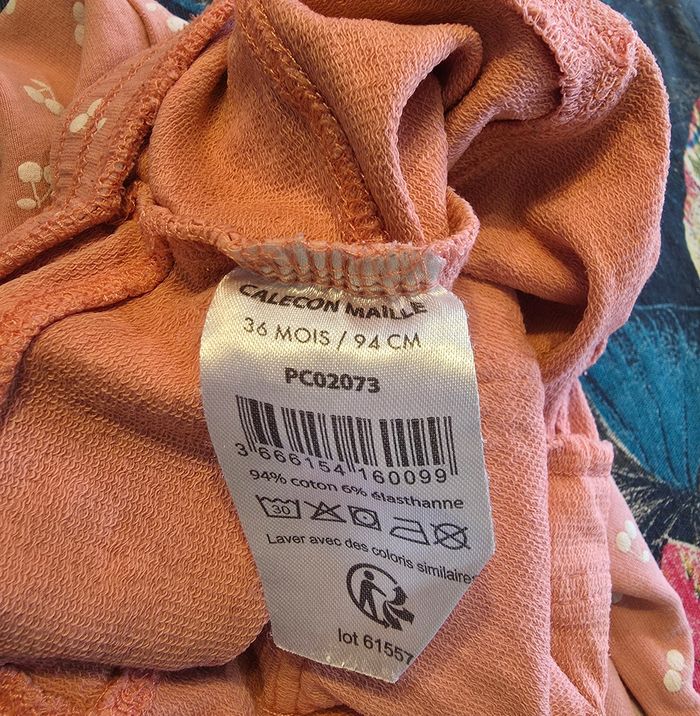 CALECON MAILLE
36 MOIS / 94 CM
PC02073
3 666154 160099
94% coton 6% élasthanne
30
Laver avec des coloris similaires
lot 61557